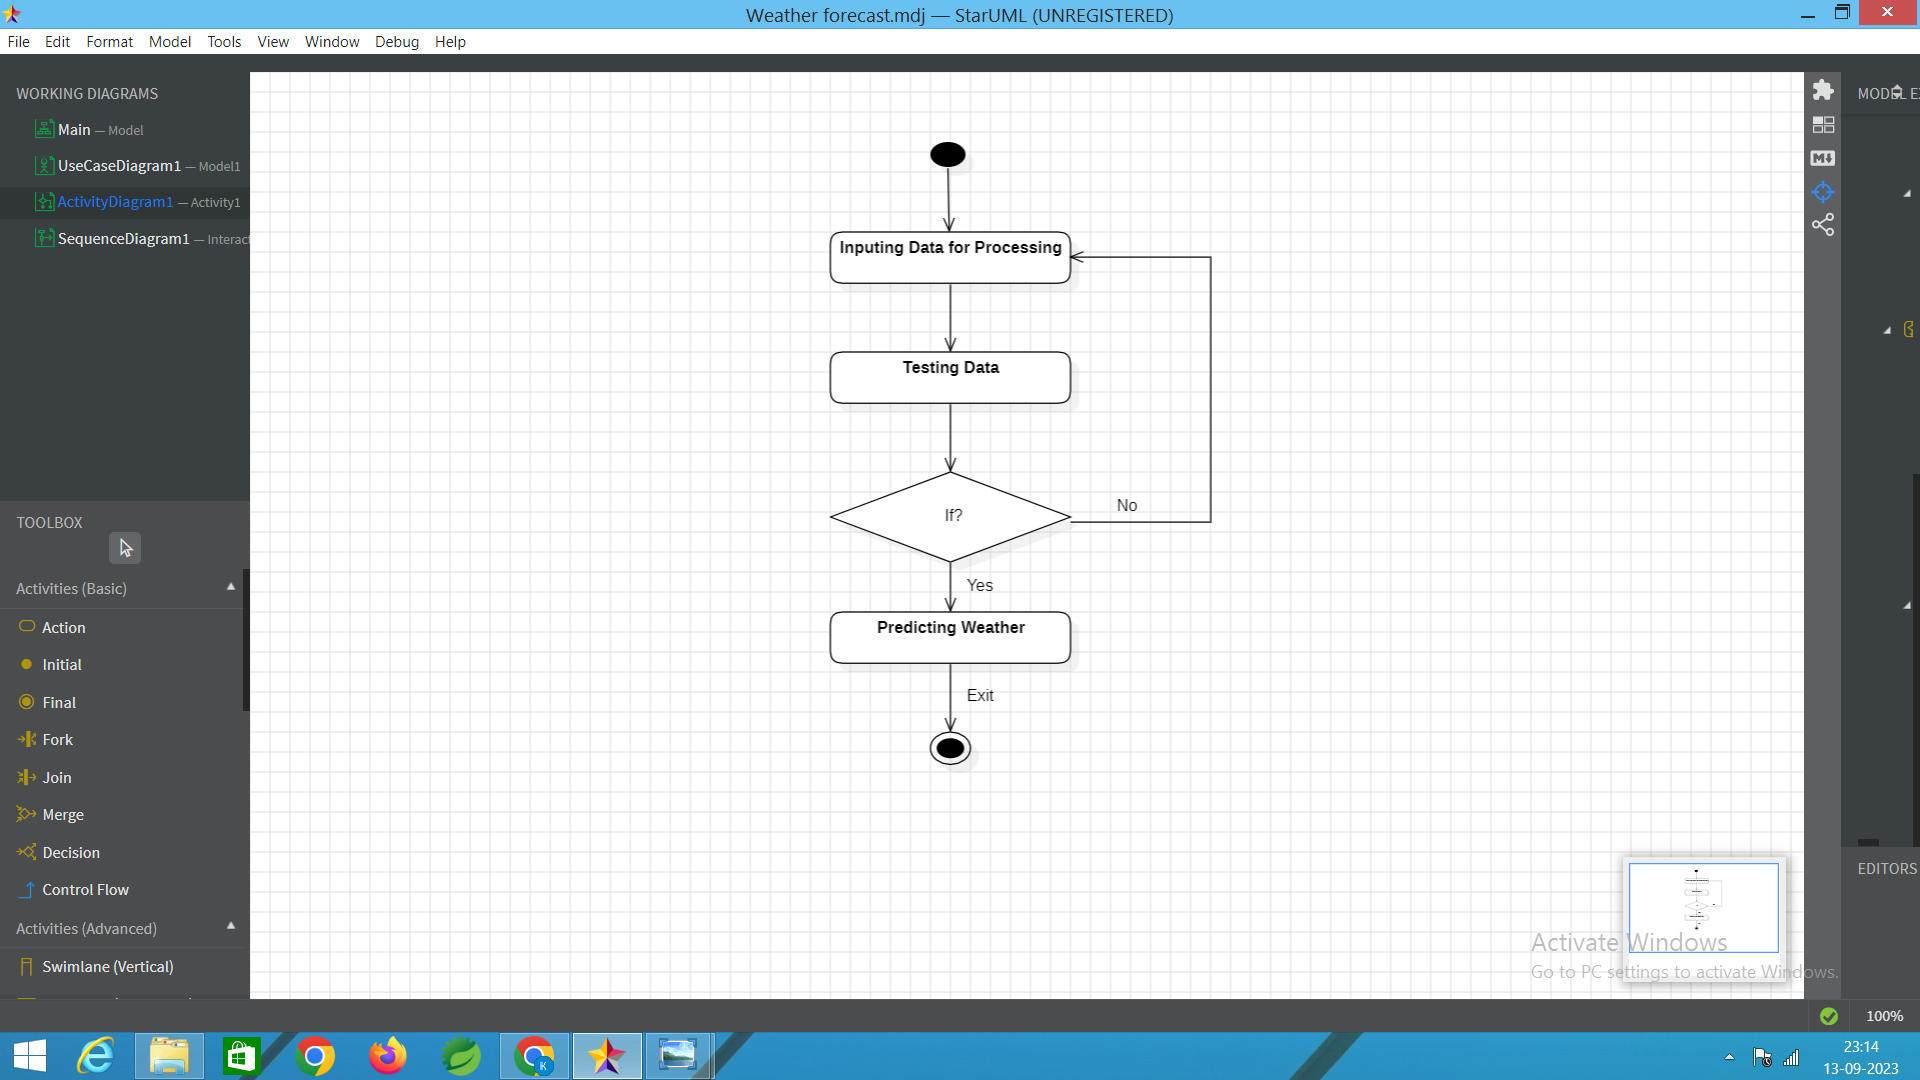 Weather forecast.mdj — StarUML (UNREGISTERED)
File Edit Format Model Tools View Window Debug Help
WORKING DIAGRAMS
Main — Model
UseCaseDiagram1 — Model1
ActivityDiagram1 — Activity1
SequenceDiagram1 — Interact
TOOLBOX
Activities (Basic)
Action
Initial
Final
Fork
Join
Merge
Decision
Control Flow
Activities (Advanced)
Swimlane (Vertical)
Inputing Data for Processing
Testing Data
If?
No
Yes
Predicting Weather
Exit
MODEL E
EDITORS
Activate Windows
Go to PC settings to activate Windows.
100%
K
23:14
13-09-2023